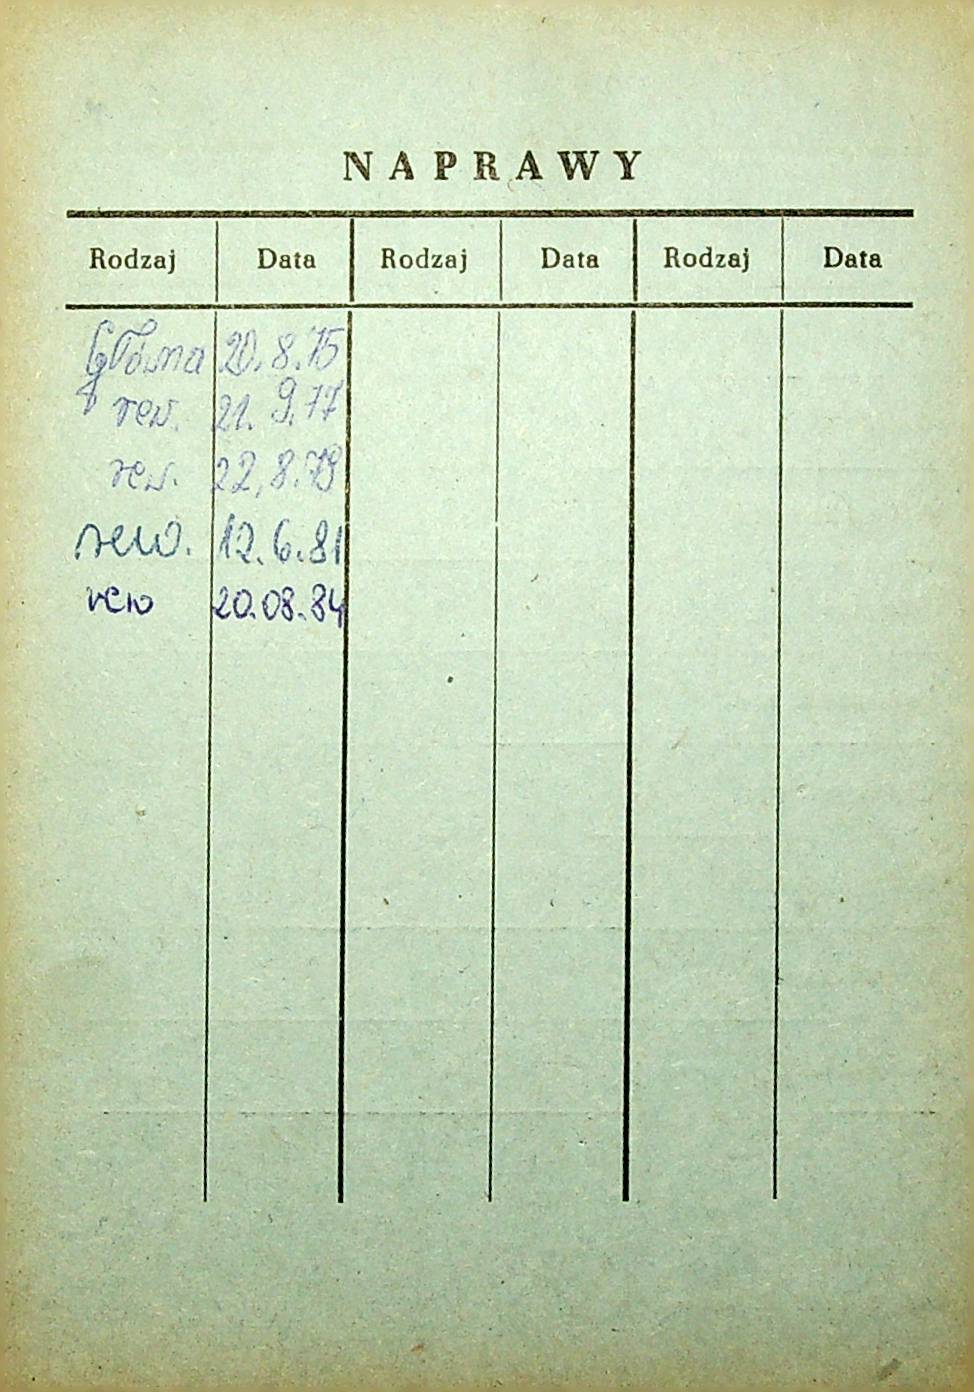 NAPRAWY
Rodzaj Data Rodzaj Data Rodzaj Data
Główna 20.8.75
rew. 21. 9.77
rew. 22,8.79
rew. 12.6.81
rew 20.08.84